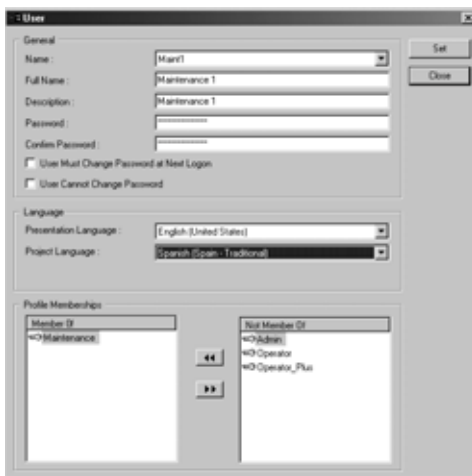 User
General
Name :
Maint1
Full Name :
Maintenance 1
Description :
Maintenance 1
Password :
Confirm Password :
User Must Change Password at Next Logon
User Cannot Change Password
Set
Close
Language
Presentation Language :
English (United States)
Project Language :
Spanish (Spain - Traditional)
Profile Memberships
Member Of
Maintenance
Not Member Of
Admin
Operator
Operator_Plus